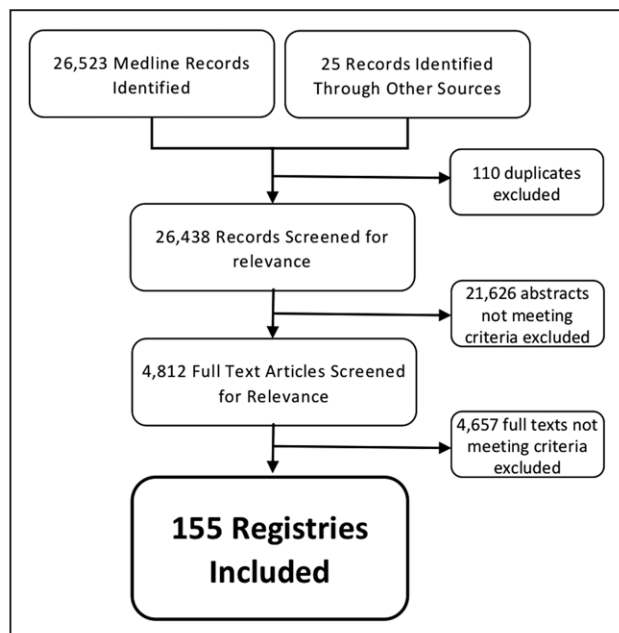 26,523 Medline Records
Identified
25 Records Identified
Through Other Sources
110 duplicates
excluded
26,438 Records Screened for
relevance
21,626 abstracts
not meeting
criteria excluded
4,812 Full Text Articles Screened
for Relevance
4,657 full texts not
meeting criteria
excluded
155 Registries
Included